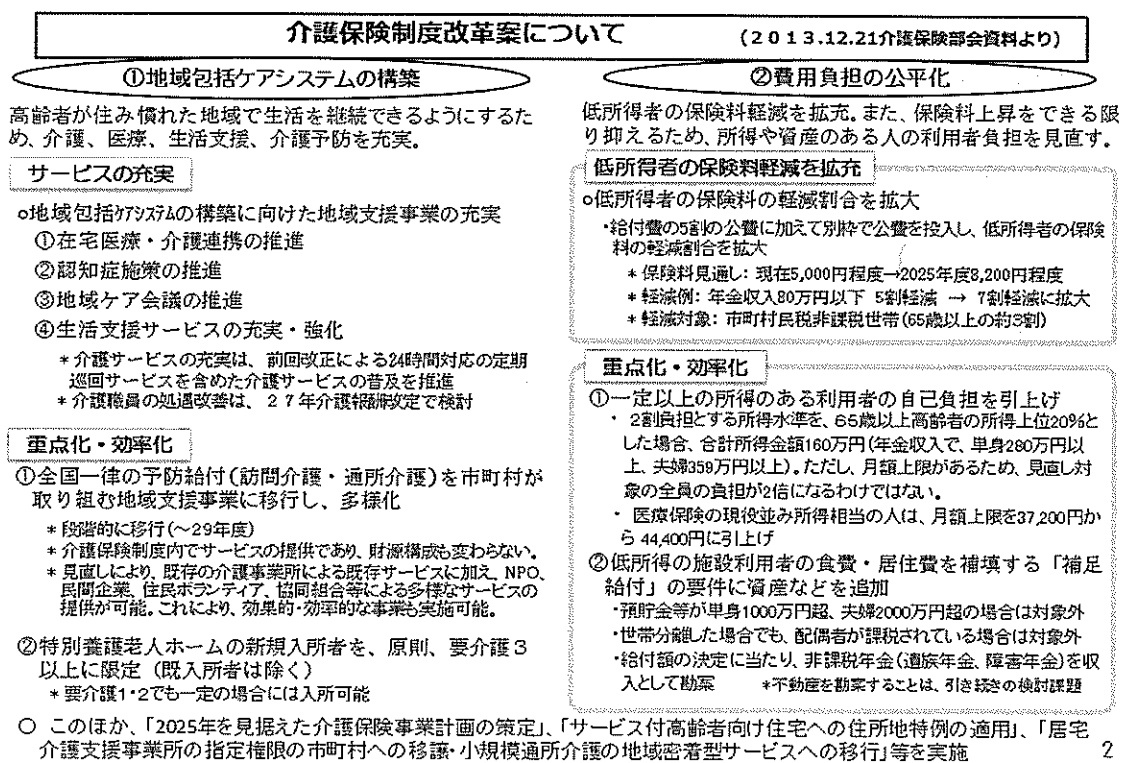 介護保険制度改革案について
(2013.12.21介護保険部会資料より)
①地域包括ケアシステムの構築
高齢者が住み慣れた地域で生活を継続できるようにするた
め、介護、医療、生活支援、介護予防を充実。
サービスの充実
○地域包括ケアシステムの構築に向けた地域支援事業の充実
①在宅医療・介護連携の推進
②認知症施策の推進
③地域ケア会議の推進
④生活支援サービスの充実・強化
* 介護サービスの充実は、前回改正による24時間対応の定期
巡回サービスを含めた介護サービスの普及を推進
* 介護職員の処遇改善は、27年介護報酬改定で検討
重点化・効率化
①全国一律の予防給付(訪問介護・通所介護)を市町村が
取り組む地域支援事業に移行し、多様化
* 段階的に移行(~29年度)
* 介護保険制度内でサービスの提供であり、財源構成も変わらない。
* 見直しにより、既存の介護事業所による既存サービスに加え、NPO、
民間企業、住民ボランティア、協同組合等による多様なサービスの
提供が可能。これにより、効果的・効率的な事業も実施可能。
②特別養護老人ホームの新規入所者を、原則、要介護3
以上に限定(既入所者は除く)
* 要介護1・2でも一定の場合には入所可能
②費用負担の公平化
低所得者の保険料軽減を拡充。また、保険料上昇をできる限
り抑えるため、所得や資産のある人の利用者負担を見直す。
低所得者の保険料軽減を拡充
○低所得者の保険料の軽減割合を拡大
・給付費の5割の公費に加えて別枠で公費を投入し、低所得者の保険
料の軽減割合を拡大
* 保険料見通し: 現在5,000円程度→2025年度8,200円程度
* 軽減例: 年金収入80万円以下 5割軽減 → 7割軽減に拡大
* 軽減対象: 市町村民税非課税世帯(65歳以上の約3割)
重点化・効率化
①一定以上の所得のある利用者の自己負担を引上げ
・ 2割負担とする所得水準を、65歳以上高齢者の所得上位20%と
した場合、合計所得金額160万円(年金収入で、単身280万円以
上、夫婦359万円以上)。ただし、月額上限があるため、見直し対
象の全員の負担が2倍になるわけではない。
・ 医療保険の現役並み所得相当の人は、月額上限を37,200円か
ら 44,400円に引上げ
②低所得の施設利用者の食費・居住費を補填する「補足
給付」の要件に資産などを追加
・預貯金等が単身1000万円超、夫婦2000万円超の場合は対象外
・世帯分離した場合でも、配偶者が課税されている場合は対象外
・給付額の決定に当たり、非課税年金(遺族年金、障害年金)を収
入として勘案 *不動産を勘案することは、引き続きの検討課題
○ このほか、「2025年を見据えた介護保険事業計画の策定」、「サービス付高齢者向け住宅への住所地特例の適用」、「居宅
介護支援事業所の指定権限の市町村への移譲・小規模通所介護の地域密着型サービスへの移行」等を実施
2